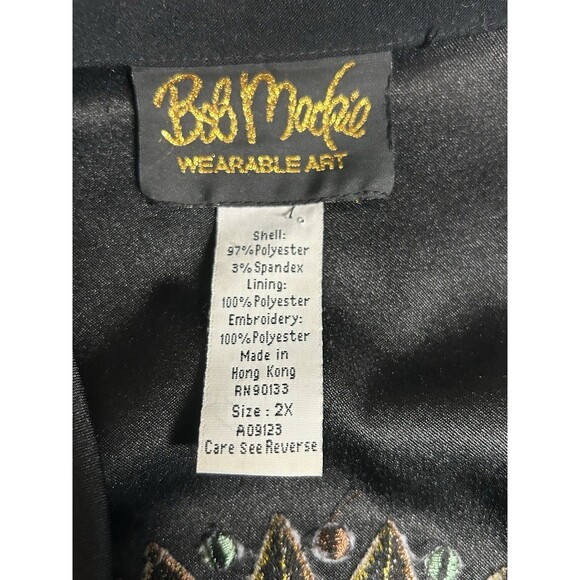 Bob Mackie
WEARABLE ART
Shell:
97% Polyester
3% Spandex
Lining:
100% Polyester
Embroidery:
100% Polyester
Made in
Hong Kong
RN90133
Size : 2X
A09123
Care See Reverse